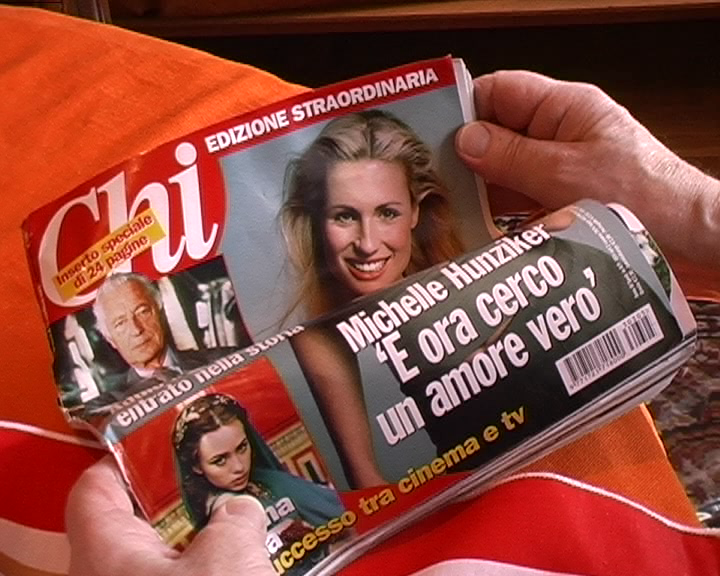 EDIZIONE STRAORDINARIA
Chi
Inserto speciale
di 24 pagine
entrato nella storia
Michelle Hunziker
'E ora cerco
un amore vero'
successo tra cinema e tv